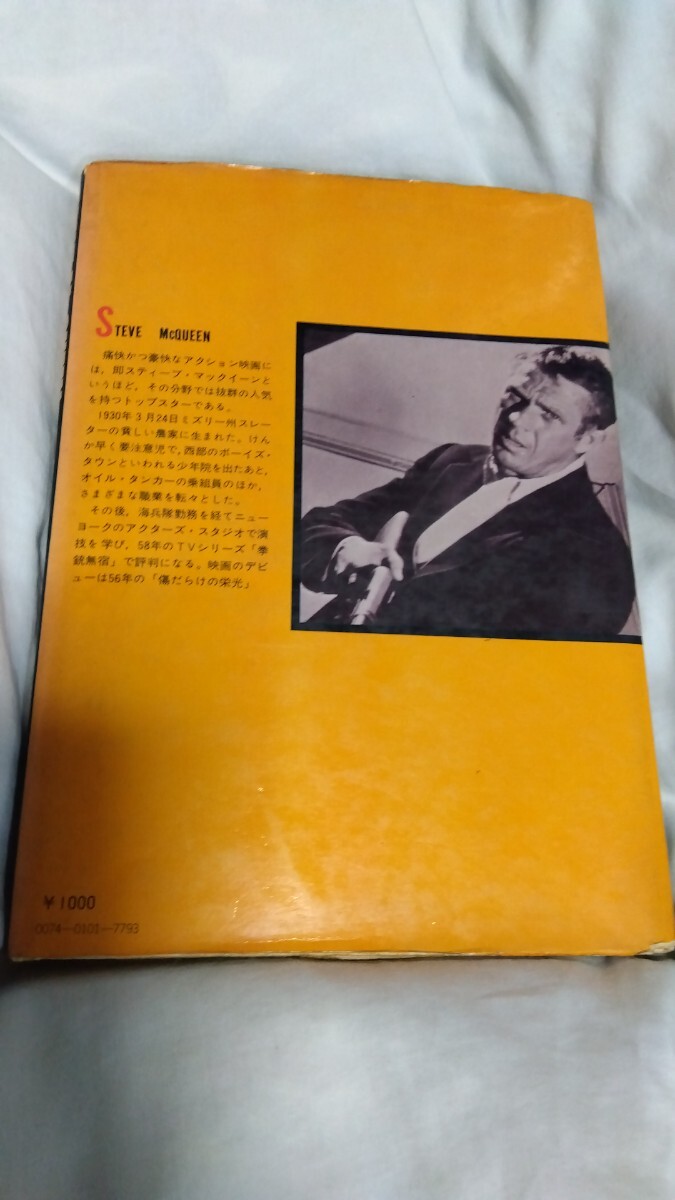 STEVE McQUEEN
痛快かつ豪快なアクション映画に
は，即スティーブ・マックイーンと
いうほど，その分野では抜群の人気
を持つトップスターである。
1930年3月24日ミズリー州スレー
ターの貧しい農家に生まれた。けん
か早く要注意児で，西部のボーイズ・
タウンといわれる少年院を出たあと，
オイル・タンカーの乗組員のほか，
さまざまな職業を転々とした。
その後，海兵隊勤務を経てニュー
ヨークのアクターズ・スタジオで演
技を学び，58年のTVシリーズ「拳
銃無宿」で評判になる。映画のデビ
ューは56年の「傷だらけの栄光」
￥1000
0074-0101-7793